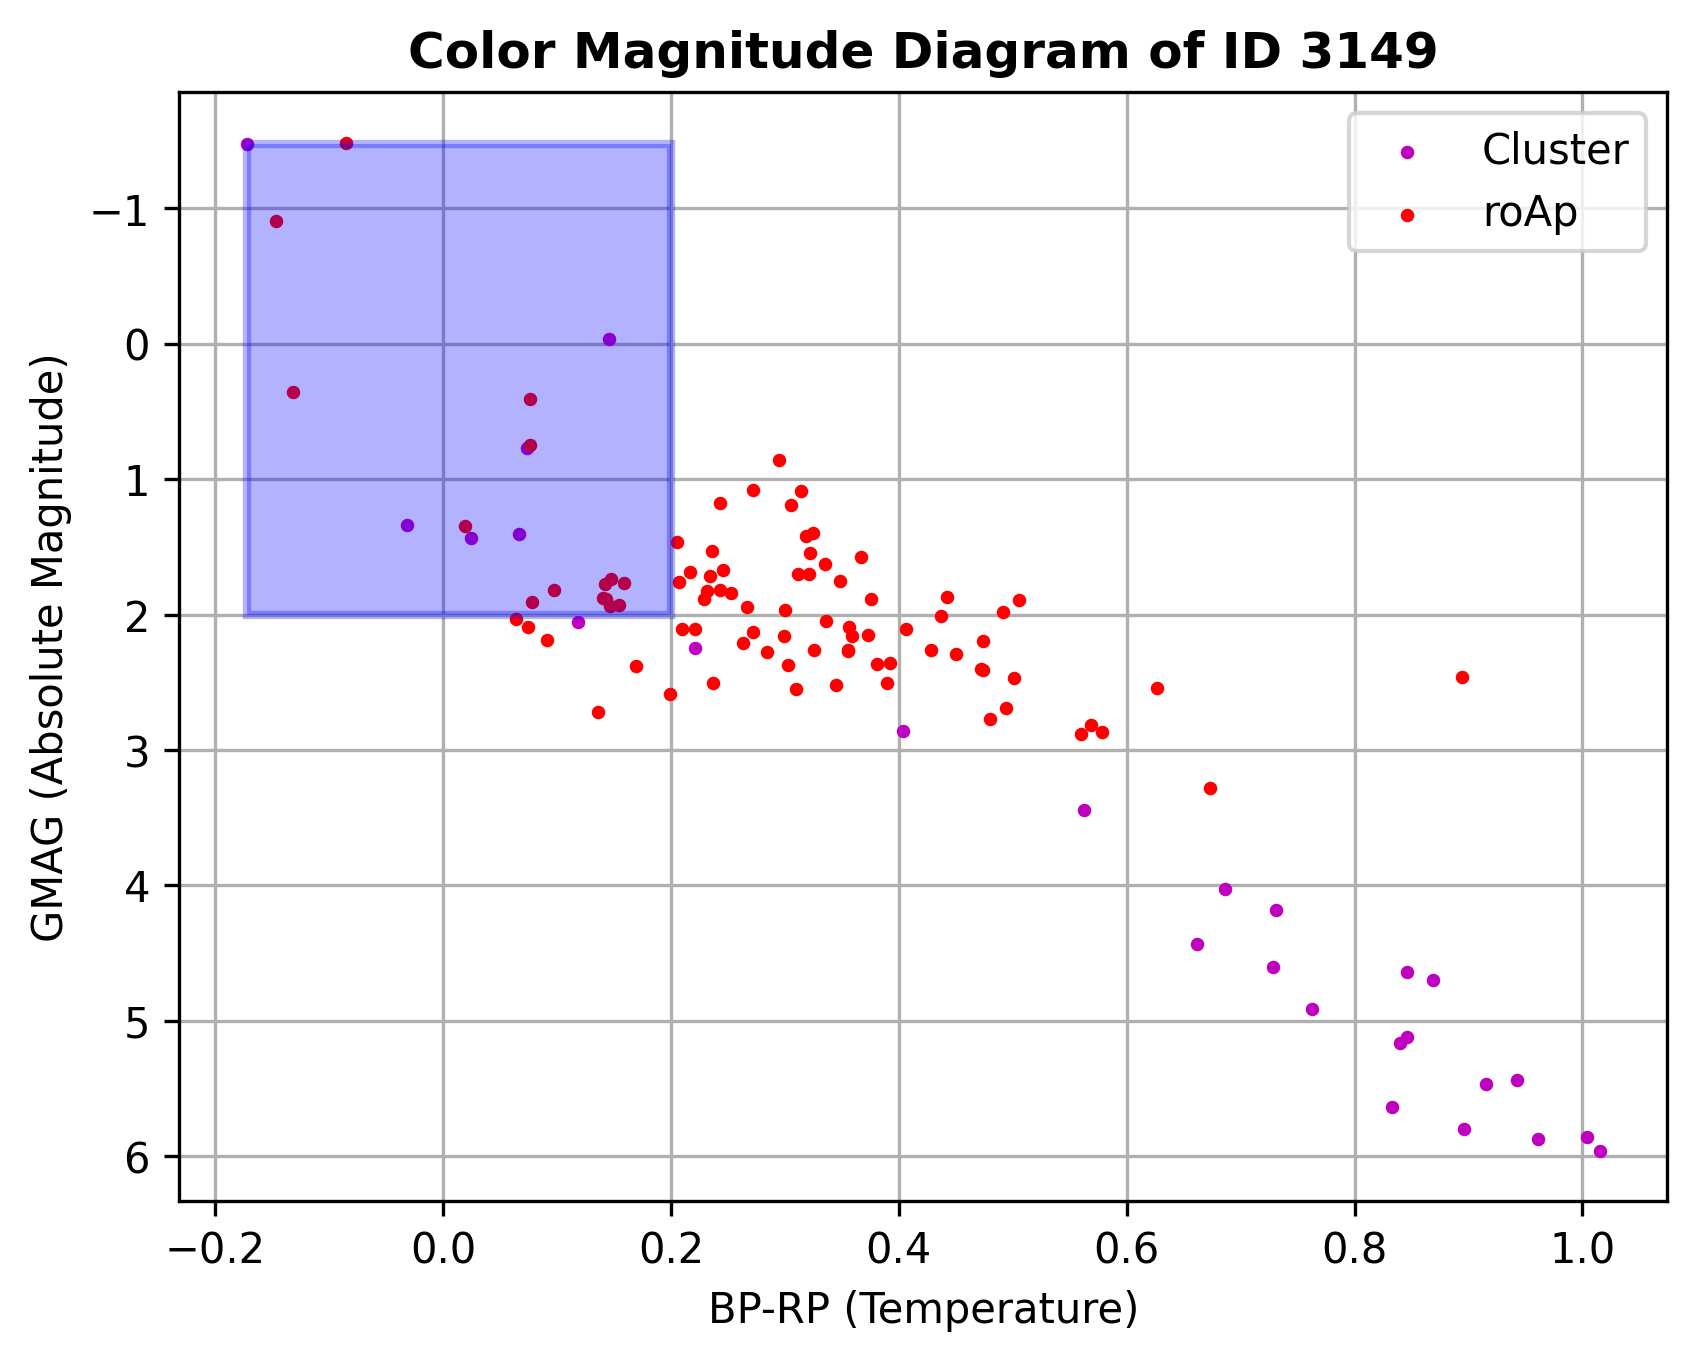 Color Magnitude Diagram of ID 3149
Cluster
roAp
−1
0
1
2
3
4
5
6
GMAG (Absolute Magnitude)
−0.2 0.0 0.2 0.4 0.6 0.8 1.0
BP-RP (Temperature)